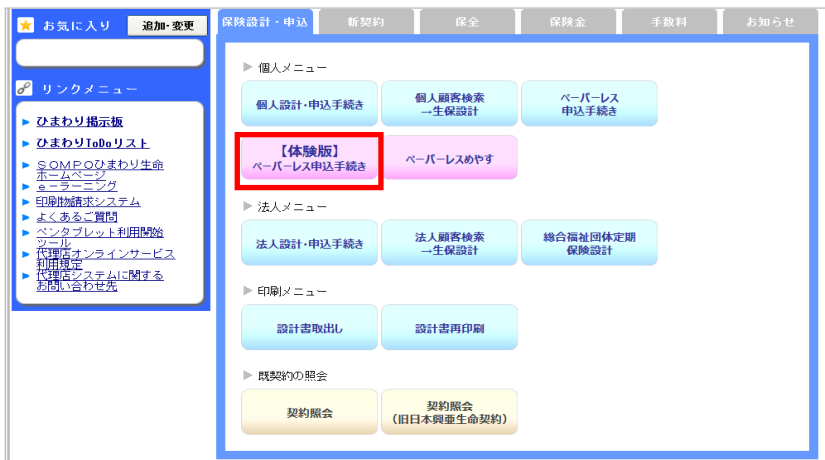 お気に入り
追加・変更
リンクメニュー
ひまわり掲示板
ひまわりToDoリスト
ＳＯＭＰＯひまわり生命
ホームページ
ｅ－ラーニング
印刷物請求システム
よくあるご質問
ペンタブレット利用開始
ツール
代理店オンラインサービス
利用規定
代理店システムに関する
お問い合わせ先
保険設計・申込
新契約
保全
保険金
手数料
お知らせ
個人メニュー
個人設計・申込手続き
個人顧客検索
→生保設計
ペーパーレス
申込手続き
【体験版】
ペーパーレス申込手続き
ペーパーレスめやす
法人メニュー
法人設計・申込手続き
法人顧客検索
→生保設計
総合福祉団体定期
保険設計
印刷メニュー
設計書取出し
設計書再印刷
既契約の照会
契約照会
契約照会
（旧日本興亜生命契約）